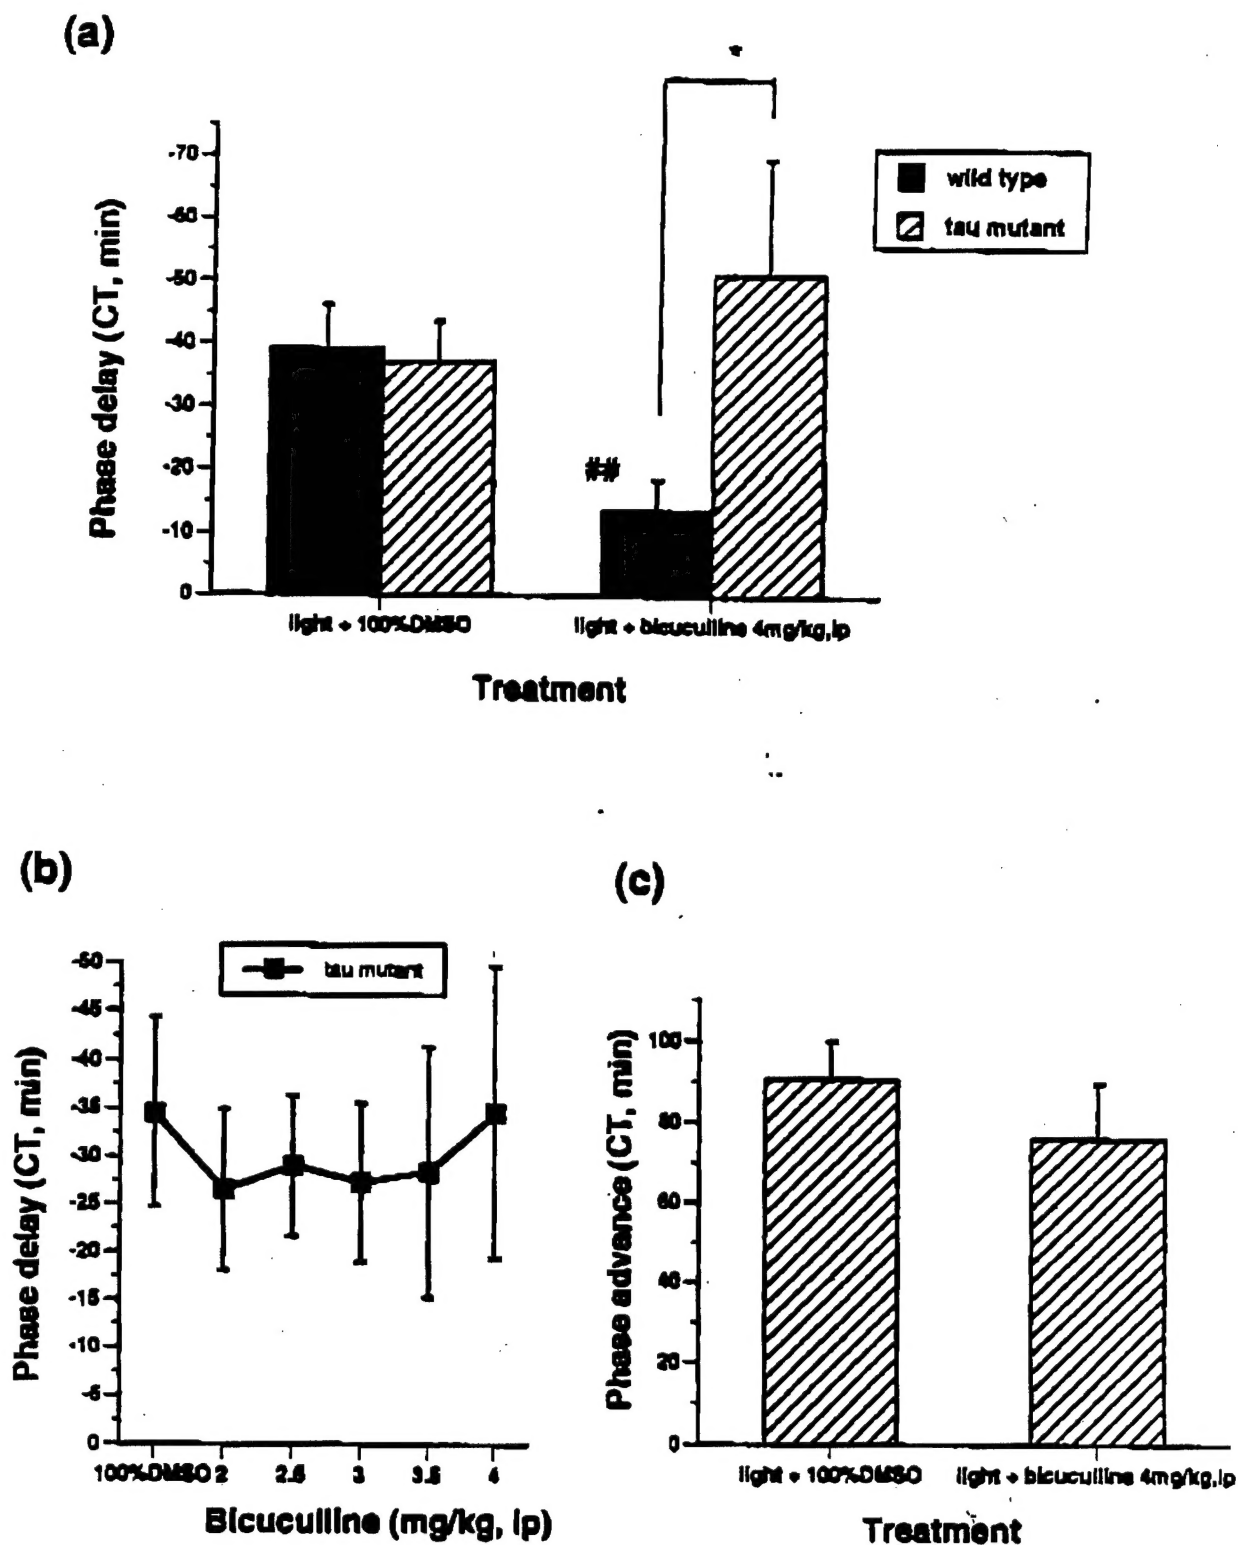 (a)
*
Phase delay (CT, min)
-70
-60
-50
-40
-30
-20
-10
0
wild type
tau mutant
##
light + 100%DMSO
light + bicuculline 4mg/kg,ip
Treatment
(b)
Phase delay (CT, min)
-50
-45
-40
-35
-30
-25
-20
-15
-10
-5
0
tau mutant
100%DMSO 2 2.5 3 3.5 4
Bicuculline (mg/kg, ip)
(c)
Phase advance (CT, min)
100
80
60
40
20
0
light + 100%DMSO
light + bicuculline 4mg/kg,ip
Treatment